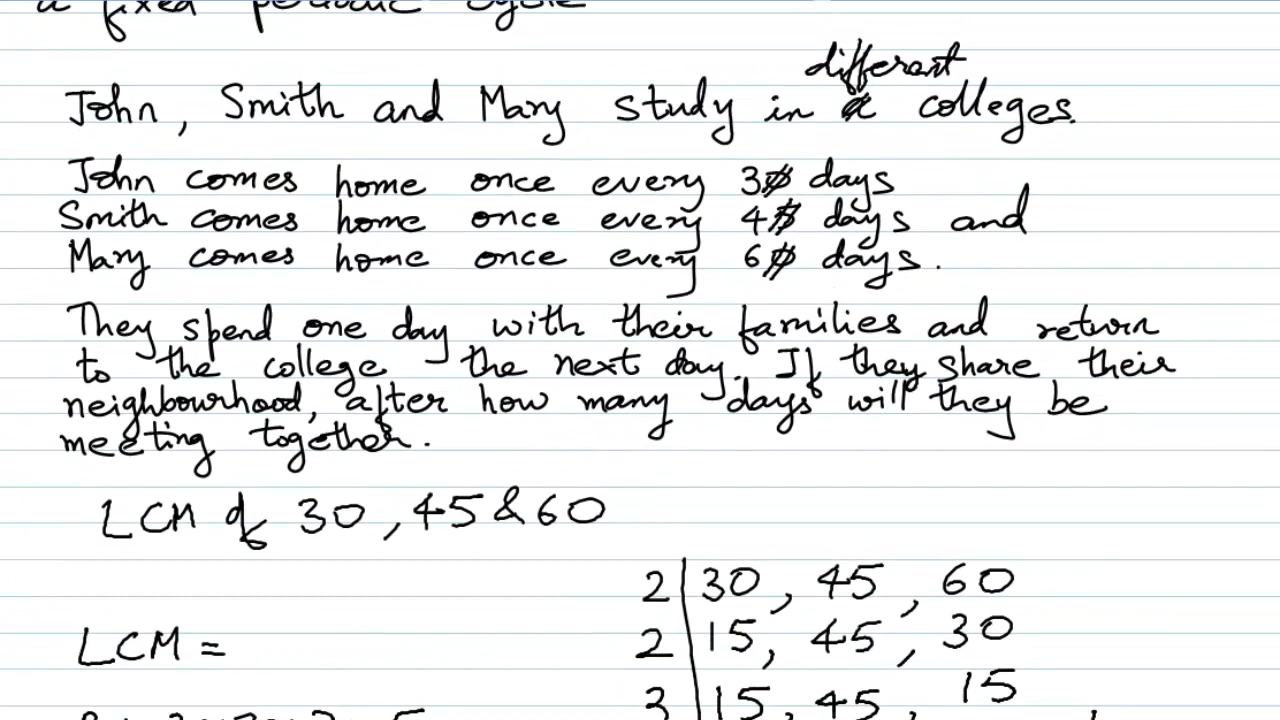 a fixed periodic cycle
different
John, Smith and Mary study in colleges.
John comes home once every 30 days
Smith comes home once every 45 days and
Mary comes home once every 60 days.
They spend one day with their families and return
to the college the next day. If they share their
neighbourhood, after how many days will they be
meeting together.
LCM of 30, 45 & 60
2 | 30, 45, 60
LCM =
2 | 15, 45, 30
3 | 15, 45, 15